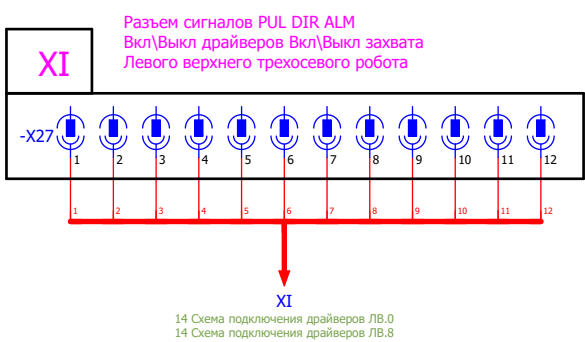 Разъем сигналов PUL DIR ALM
Вкл\Выкл драйверов Вкл\Выкл захвата
Левого верхнего трехосевого робота
XI
-X27
1 2 3 4 5 6 7 8 9 10 11 12
1 2 3 4 5 6 7 8 9 10 11 12
XI
14 Схема подключения драйверов ЛВ.0
14 Схема подключения драйверов ЛВ.8